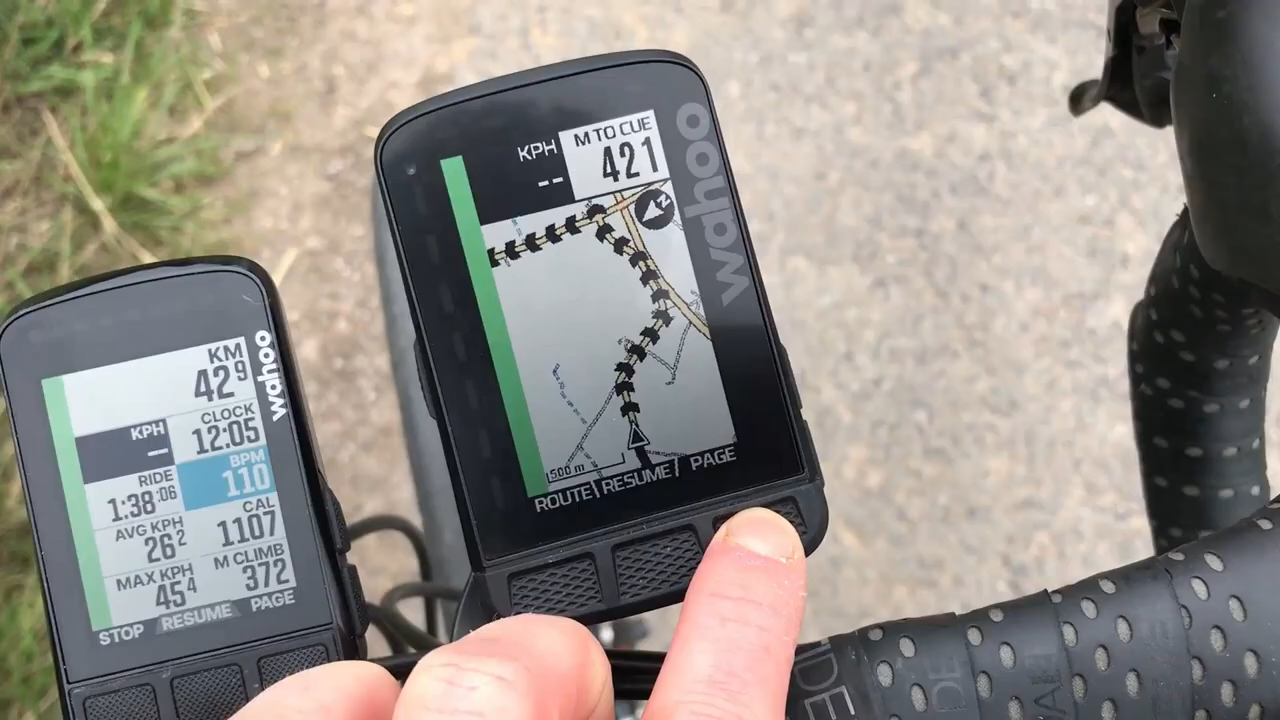 KM
42 9
wahoo
KPH
--
CLOCK
12:05
RIDE
1:38:06
BPM
110
AVG KPH
26 2
CAL
1107
MAX KPH
45 4
M CLIMB
372
STOP RESUME PAGE
KPH
--
M TO CUE
421
wahoo
N
500 m
ROUTE RESUME PAGE
IDE
DE